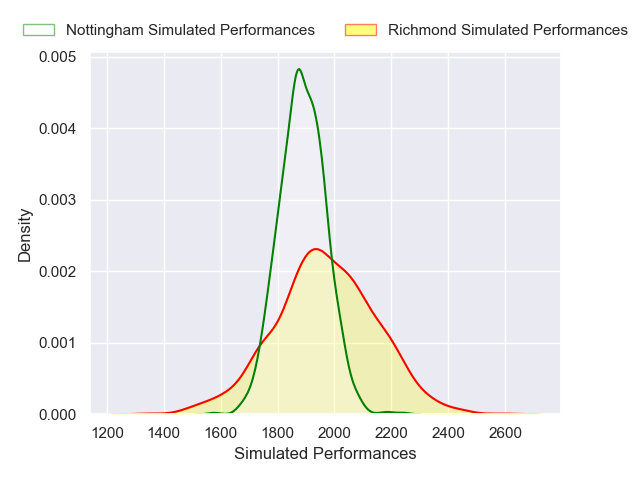 Nottingham Simulated Performances
Richmond Simulated Performances
0.005
0.004
0.003
0.002
0.001
0.000
Density
1200 1400 1600 1800 2000 2200 2400 2600
Simulated Performances